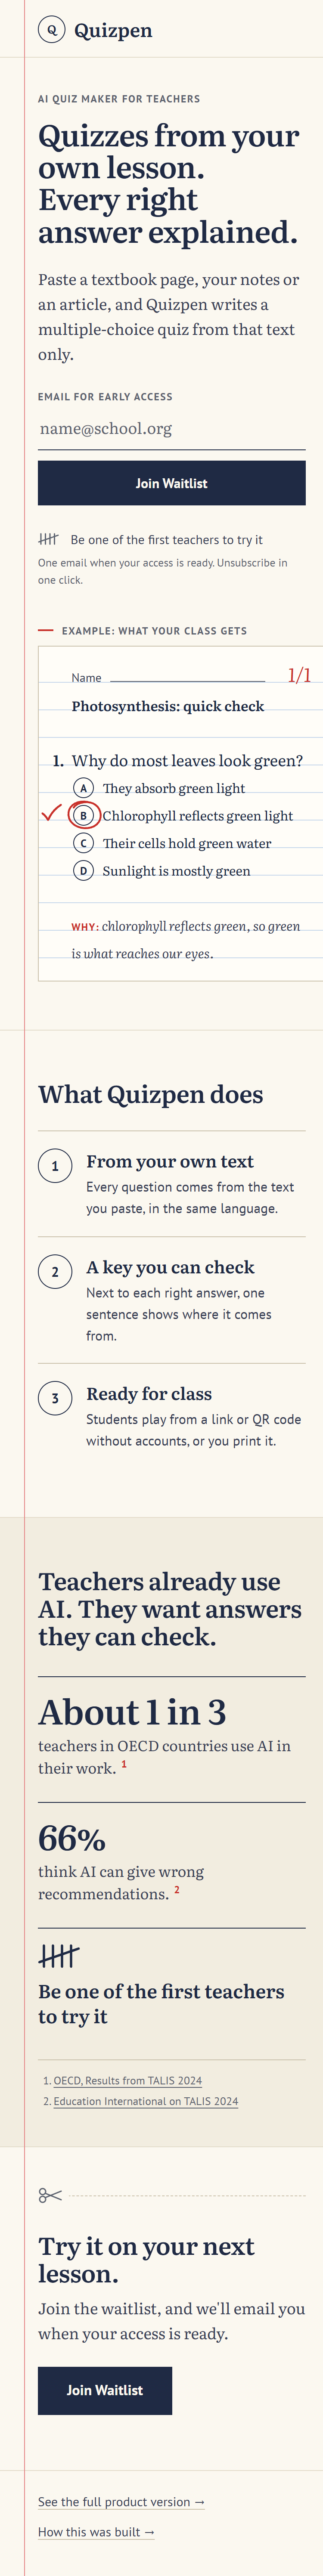 Q Quizpen
AI QUIZ MAKER FOR TEACHERS
Quizzes from your
own lesson.
Every right
answer explained.
Paste a textbook page, your notes or
an article, and Quizpen writes a
multiple-choice quiz from that text
only.
EMAIL FOR EARLY ACCESS
name@school.org
Join Waitlist
Be one of the first teachers to try it
One email when your access is ready. Unsubscribe in
one click.
EXAMPLE: WHAT YOUR CLASS GETS
Name 1/1
Photosynthesis: quick check
1. Why do most leaves look green?
A They absorb green light
B Chlorophyll reflects green light
C Their cells hold green water
D Sunlight is mostly green
WHY: chlorophyll reflects green, so green
is what reaches our eyes.
What Quizpen does
1 From your own text
Every question comes from the text
you paste, in the same language.
2 A key you can check
Next to each right answer, one
sentence shows where it comes
from.
3 Ready for class
Students play from a link or QR code
without accounts, or you print it.
Teachers already use
AI. They want answers
they can check.
About 1 in 3
teachers in OECD countries use AI in
their work. 1
66%
think AI can give wrong
recommendations. 2
Be one of the first teachers
to try it
1. OECD, Results from TALIS 2024
2. Education International on TALIS 2024
Try it on your next
lesson.
Join the waitlist, and we'll email you
when your access is ready.
Join Waitlist
See the full product version →
How this was built →